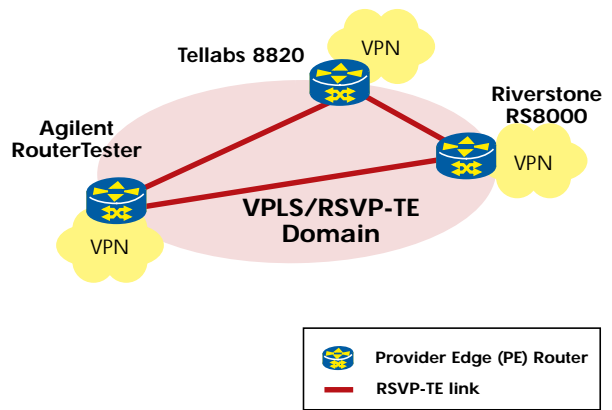 VPN
Tellabs 8820
Riverstone
RS8000
Agilent
RouterTester
VPN
VPLS/RSVP-TE
Domain
VPN
Provider Edge (PE) Router
RSVP-TE link